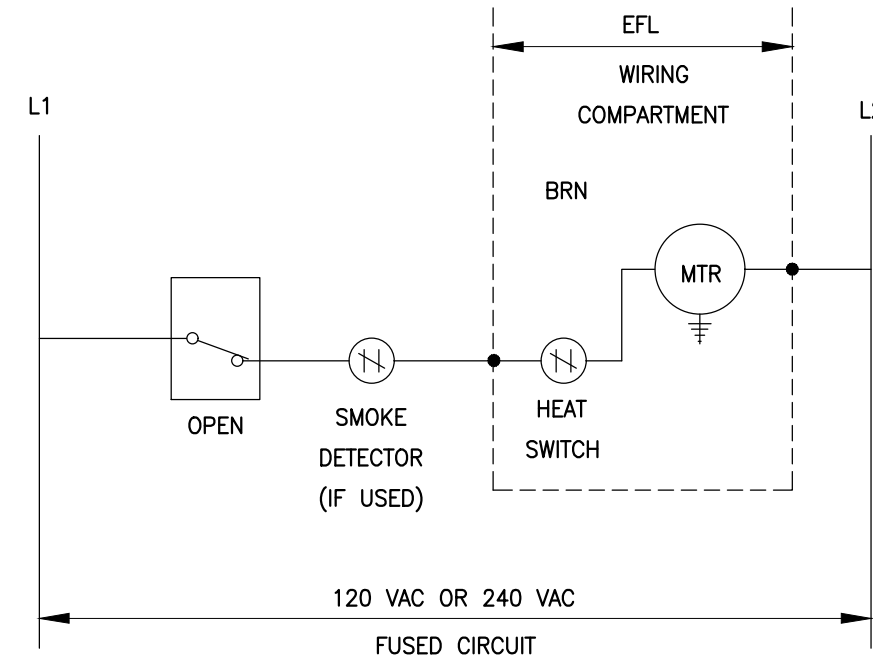 EFL
WIRING
COMPARTMENT
L1
BRN
MTR
OPEN
SMOKE
DETECTOR
(IF USED)
HEAT
SWITCH
120 VAC OR 240 VAC
FUSED CIRCUIT